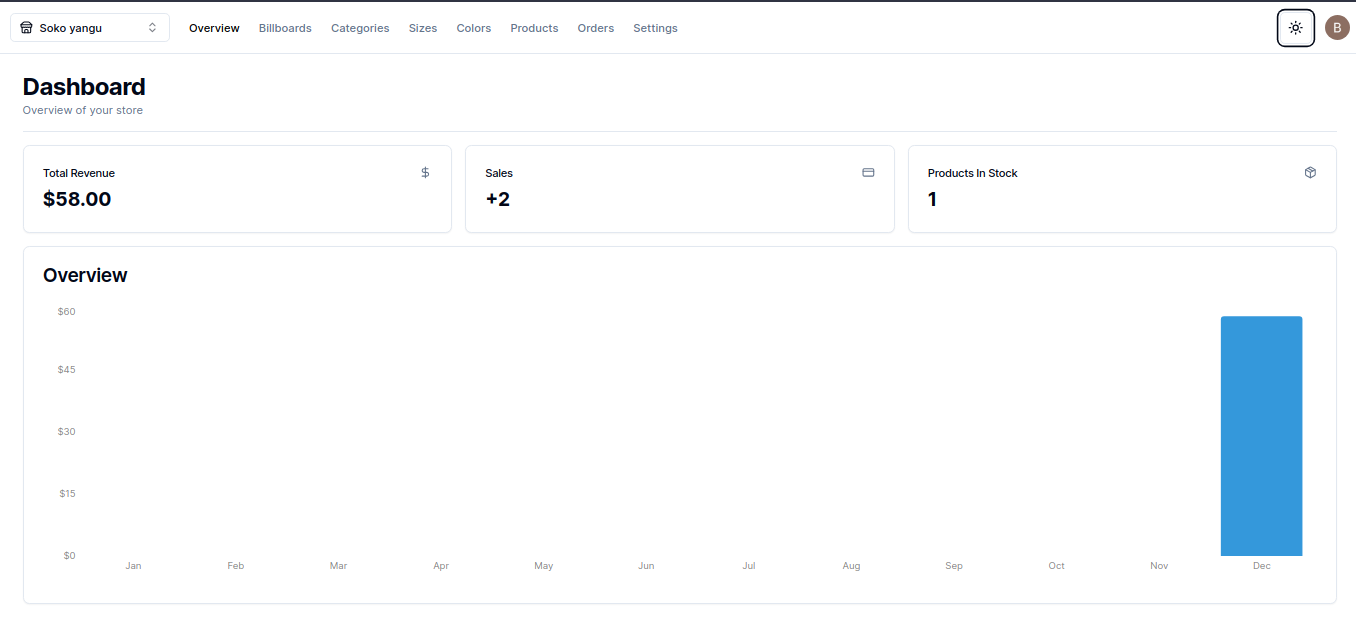 Soko yangu Overview Billboards Categories Sizes Colors Products Orders Settings B
Dashboard
Overview of your store
Total Revenue $
$58.00
Sales
+2
Products In Stock
1
Overview
$60
$45
$30
$15
$0
Jan Feb Mar Apr May Jun Jul Aug Sep Oct Nov Dec